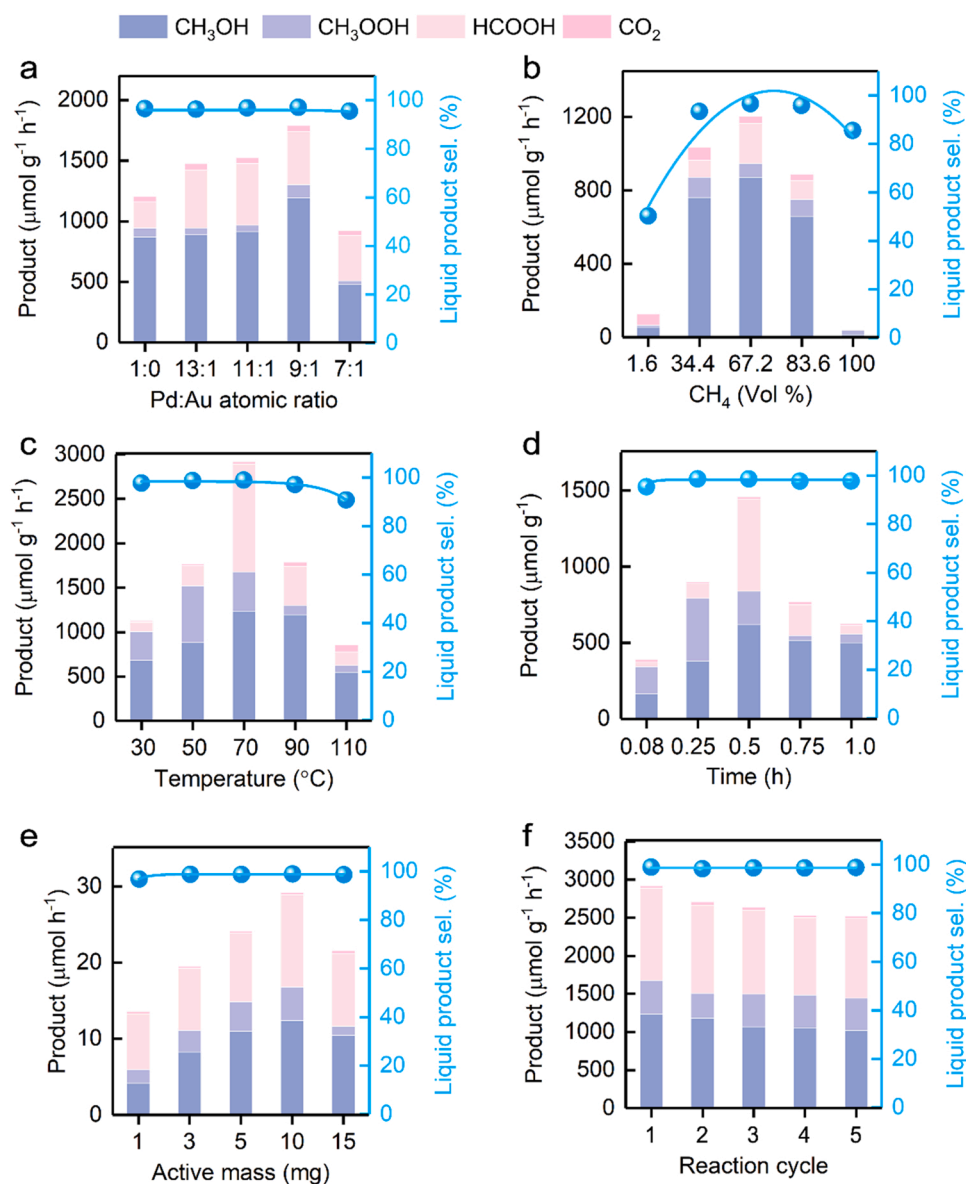 CH₃OH CH₃OOH HCOOH CO₂
a
Product (μmol g⁻¹ h⁻¹)
2000
1500
1000
500
0
1:0 13:1 11:1 9:1 7:1
Pd:Au atomic ratio
100
80
60
40
20
0
Liquid product sel. (%)
b
Product (μmol g⁻¹ h⁻¹)
1200
800
400
0
1.6 34.4 67.2 83.6 100
CH₄ (Vol %)
100
80
60
40
20
0
Liquid product sel. (%)
c
Product (μmol g⁻¹ h⁻¹)
3000
2500
2000
1500
1000
500
0
30 50 70 90 110
Temperature (°C)
100
80
60
40
20
0
Liquid product sel. (%)
d
Product (μmol g⁻¹)
1500
1000
500
0
0.08 0.25 0.5 0.75 1.0
Time (h)
100
80
60
40
20
0
Liquid product sel. (%)
e
Product (μmol h⁻¹)
30
20
10
0
1 3 5 10 15
Active mass (mg)
100
80
60
40
20
0
Liquid product sel. (%)
f
Product (μmol g⁻¹ h⁻¹)
3500
3000
2500
2000
1500
1000
500
0
1 2 3 4 5
Reaction cycle
100
80
60
40
20
0
Liquid product sel. (%)